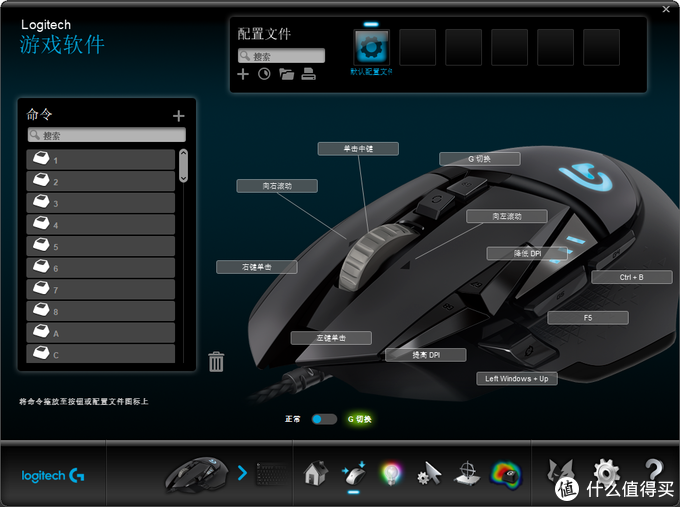 Logitech
游戏软件
配置文件
搜索
默认配置文件
命令
搜索
1
2
3
4
5
6
7
8
A
C
单击中键
G 切换
向右滚动
向左滚动
降低 DPI
右键单击
Ctrl + B
F5
左键单击
提高 DPI
Left Windows + Up
将命令拖放至按钮或配置文件图标上
正常
G 切换
logitech G
值 什么值得买